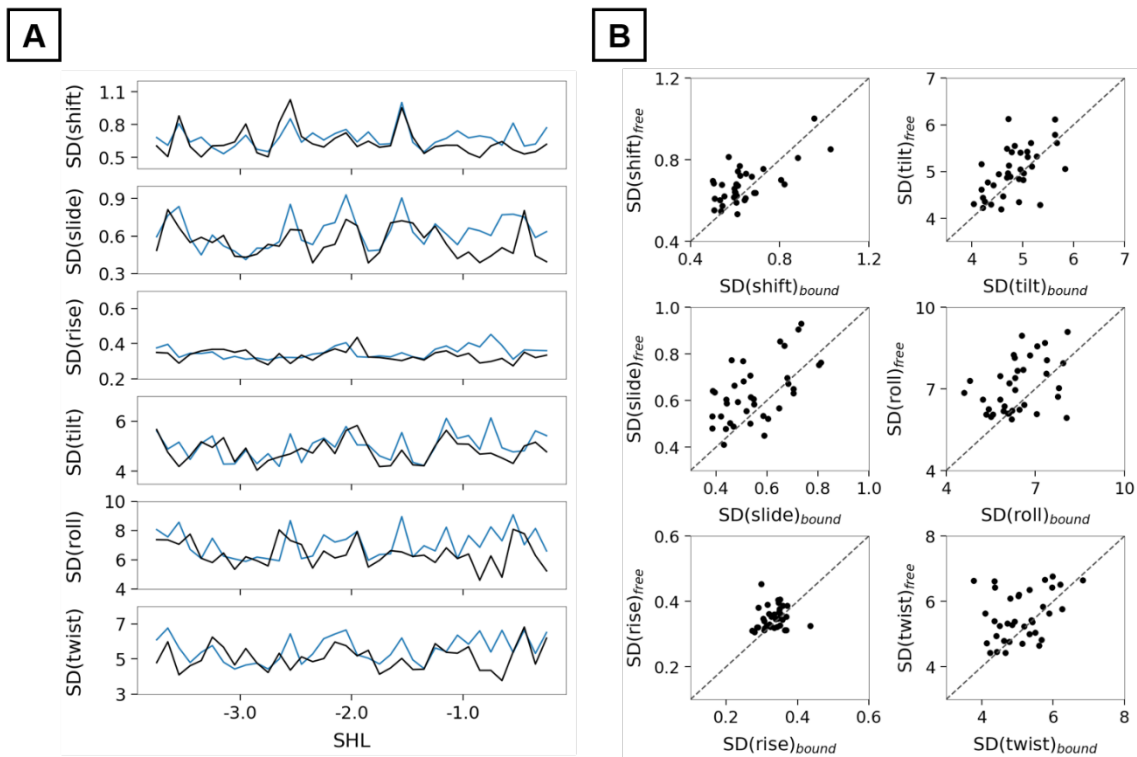 A
B
SD(shift)
1.1
0.8
0.5
SD(slide)
0.9
0.6
0.3
SD(rise)
0.6
0.4
0.2
SD(tilt)
6
4
SD(roll)
10
8
6
4
SD(twist)
7
5
3
-3.0 -2.0 -1.0
SHL
SD(shift)free
1.2
0.8
0.4
0.4 0.8 1.2
SD(shift)bound
SD(tilt)free
7
6
5
4
4 5 6 7
SD(tilt)bound
SD(slide)free
1.0
0.8
0.6
0.4
0.4 0.6 0.8 1.0
SD(slide)bound
SD(roll)free
10
7
4
4 7 10
SD(roll)bound
SD(rise)free
0.6
0.4
0.2
0.2 0.4 0.6
SD(rise)bound
SD(twist)free
8
6
4
4 6 8
SD(twist)bound